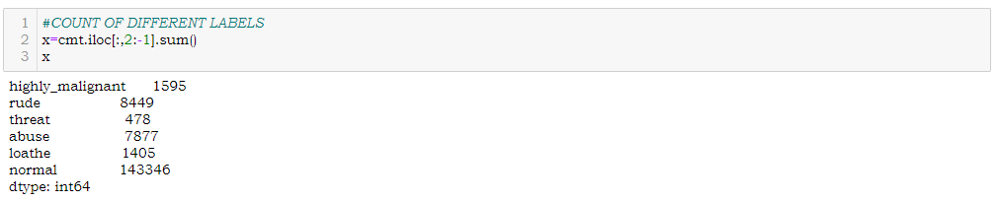 1 #COUNT OF DIFFERENT LABELS
2 x=cmt.iloc[:,2:-1].sum()
3 x
highly_malignant 1595
rude 8449
threat 478
abuse 7877
loathe 1405
normal 143346
dtype: int64